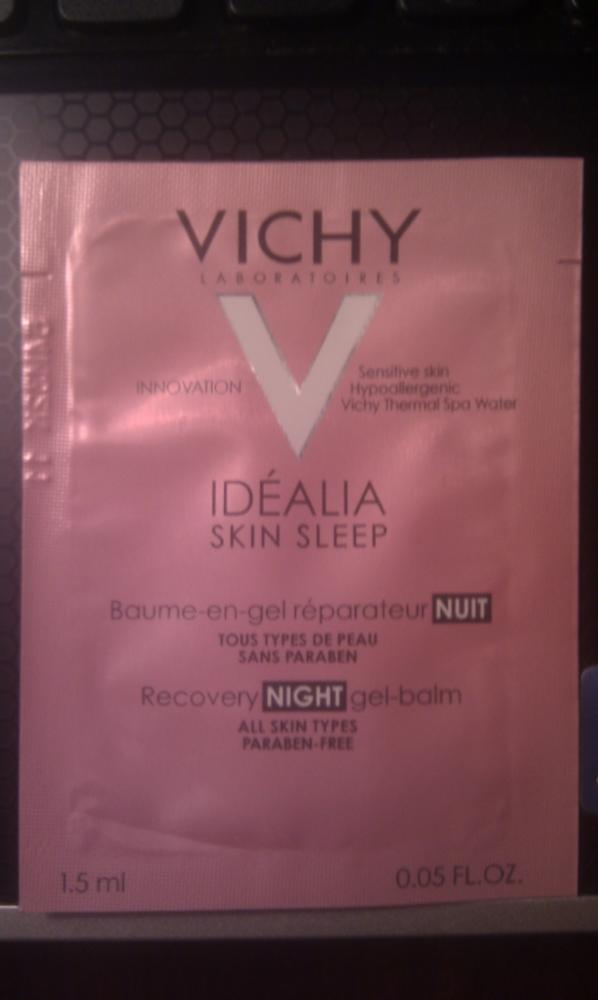 VICHY
LABORATOIRES
V
INNOVATION
Sensitive skin
Hypoallergenic
Vichy Thermal Spa Water
IDÉALIA
SKIN SLEEP
Baume-en-gel réparateur NUIT
TOUS TYPES DE PEAU
SANS PARABEN
Recovery NIGHT gel-balm
ALL SKIN TYPES
PARABEN-FREE
1.5 ml
0.05 FL.OZ.